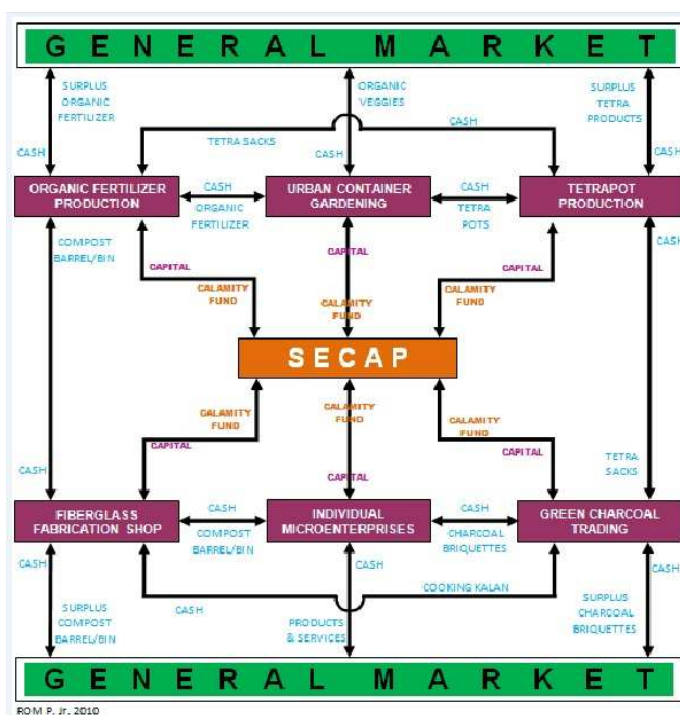 GENERAL MARKET
SURPLUS
ORGANIC
FERTILIZER
ORGANIC
VEGGIES
SURPLUS
TETRA
PRODUCTS
CASH
TETRA SACKS
CASH
CASH
CASH
ORGANIC FERTILIZER
PRODUCTION
CASH
ORGANIC
FERTILIZER
URBAN CONTAINER
GARDENING
CASH
TETRA
POTS
TETRAPOT
PRODUCTION
COMPOST
BARREL/BIN
CASH
CAPITAL
CAPITAL
CAPITAL
CALAMITY
FUND
CALAMITY
FUND
CALAMITY
FUND
SECAP
CALAMITY
FUND
CALAMITY
FUND
CALAMITY
FUND
CAPITAL
CAPITAL
CAPITAL
CASH
TETRA
SACKS
FIBERGLASS
FABRICATION SHOP
CASH
COMPOST
BARREL/BIN
INDIVIDUAL
MICROENTERPRISES
CASH
CHARCOAL
BRIQUETTES
GREEN CHARCOAL
TRADING
CASH
CASH
CASH
CASH
COOKING KALAN
SURPLUS
COMPOST
BARREL/BIN
PRODUCTS
& SERVICES
SURPLUS
CHARCOAL
BRIQUETTES
GENERAL MARKET
ROM P. Jr. 2010